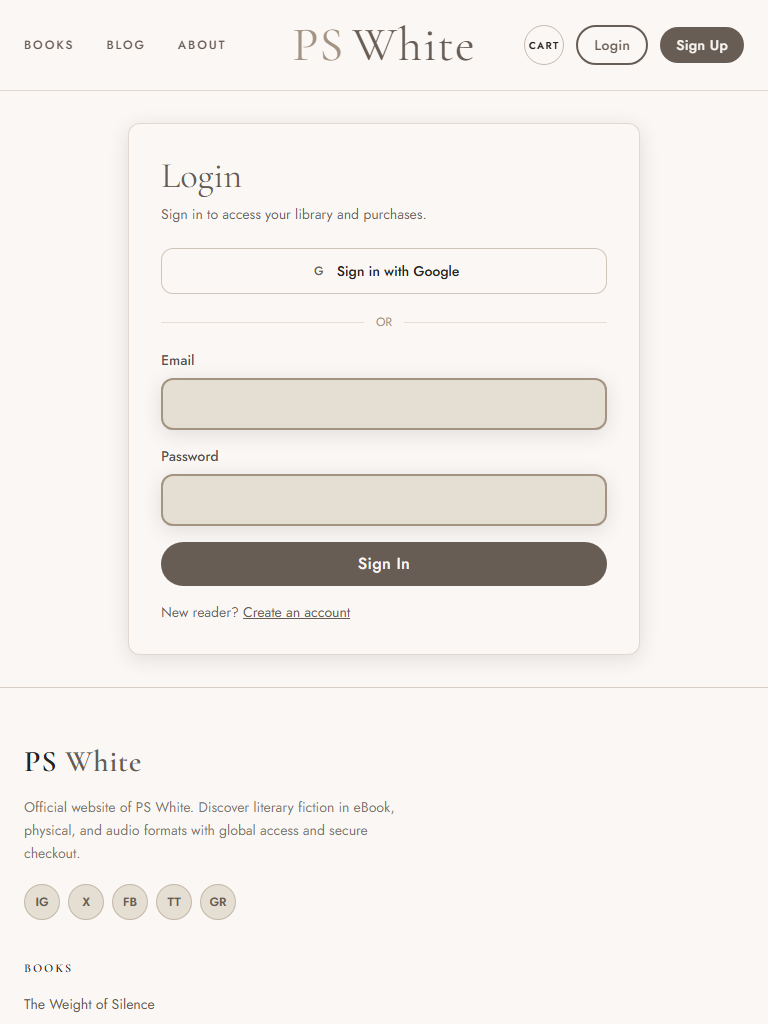 BOOKS BLOG ABOUT PS White CART Login Sign Up
Login
Sign in to access your library and purchases.
G Sign in with Google
OR
Email
Password
Sign In
New reader? Create an account
PS White
Official website of PS White. Discover literary fiction in eBook,
physical, and audio formats with global access and secure
checkout.
IG X FB TT GR
BOOKS
The Weight of Silence